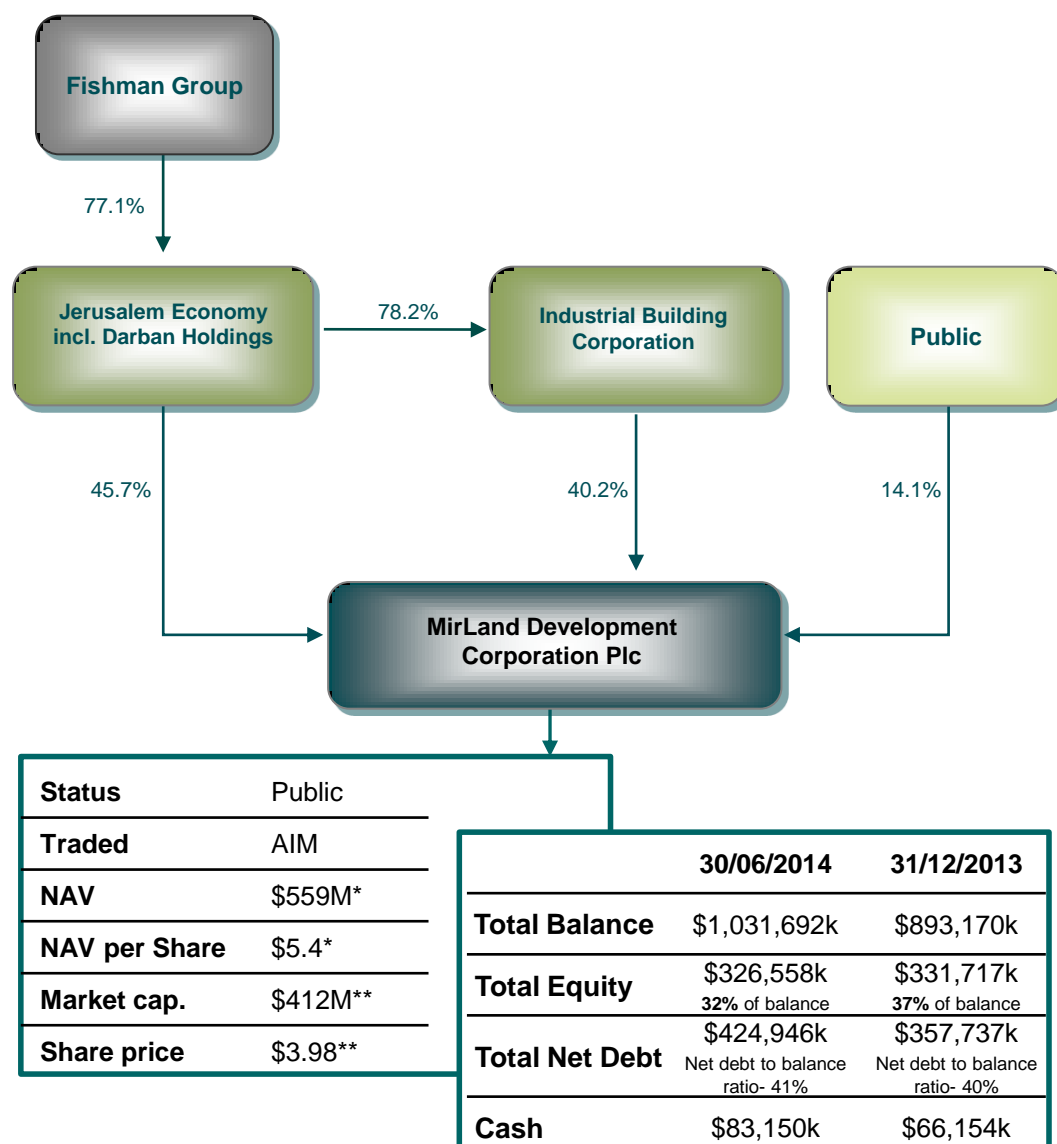 Fishman Group
77.1%
Jerusalem Economy
incl. Darban Holdings
78.2%
Industrial Building
Corporation
Public
45.7%
40.2%
14.1%
MirLand Development
Corporation Plc
Status Public
Traded AIM
NAV $559M*
NAV per Share $5.4*
Market cap. $412M**
Share price $3.98**
30/06/2014 31/12/2013
Total Balance $1,031,692k $893,170k
Total Equity $326,558k $331,717k
32% of balance 37% of balance
Total Net Debt $424,946k $357,737k
Net debt to balance Net debt to balance
ratio- 41% ratio- 40%
Cash $83,150k $66,154k